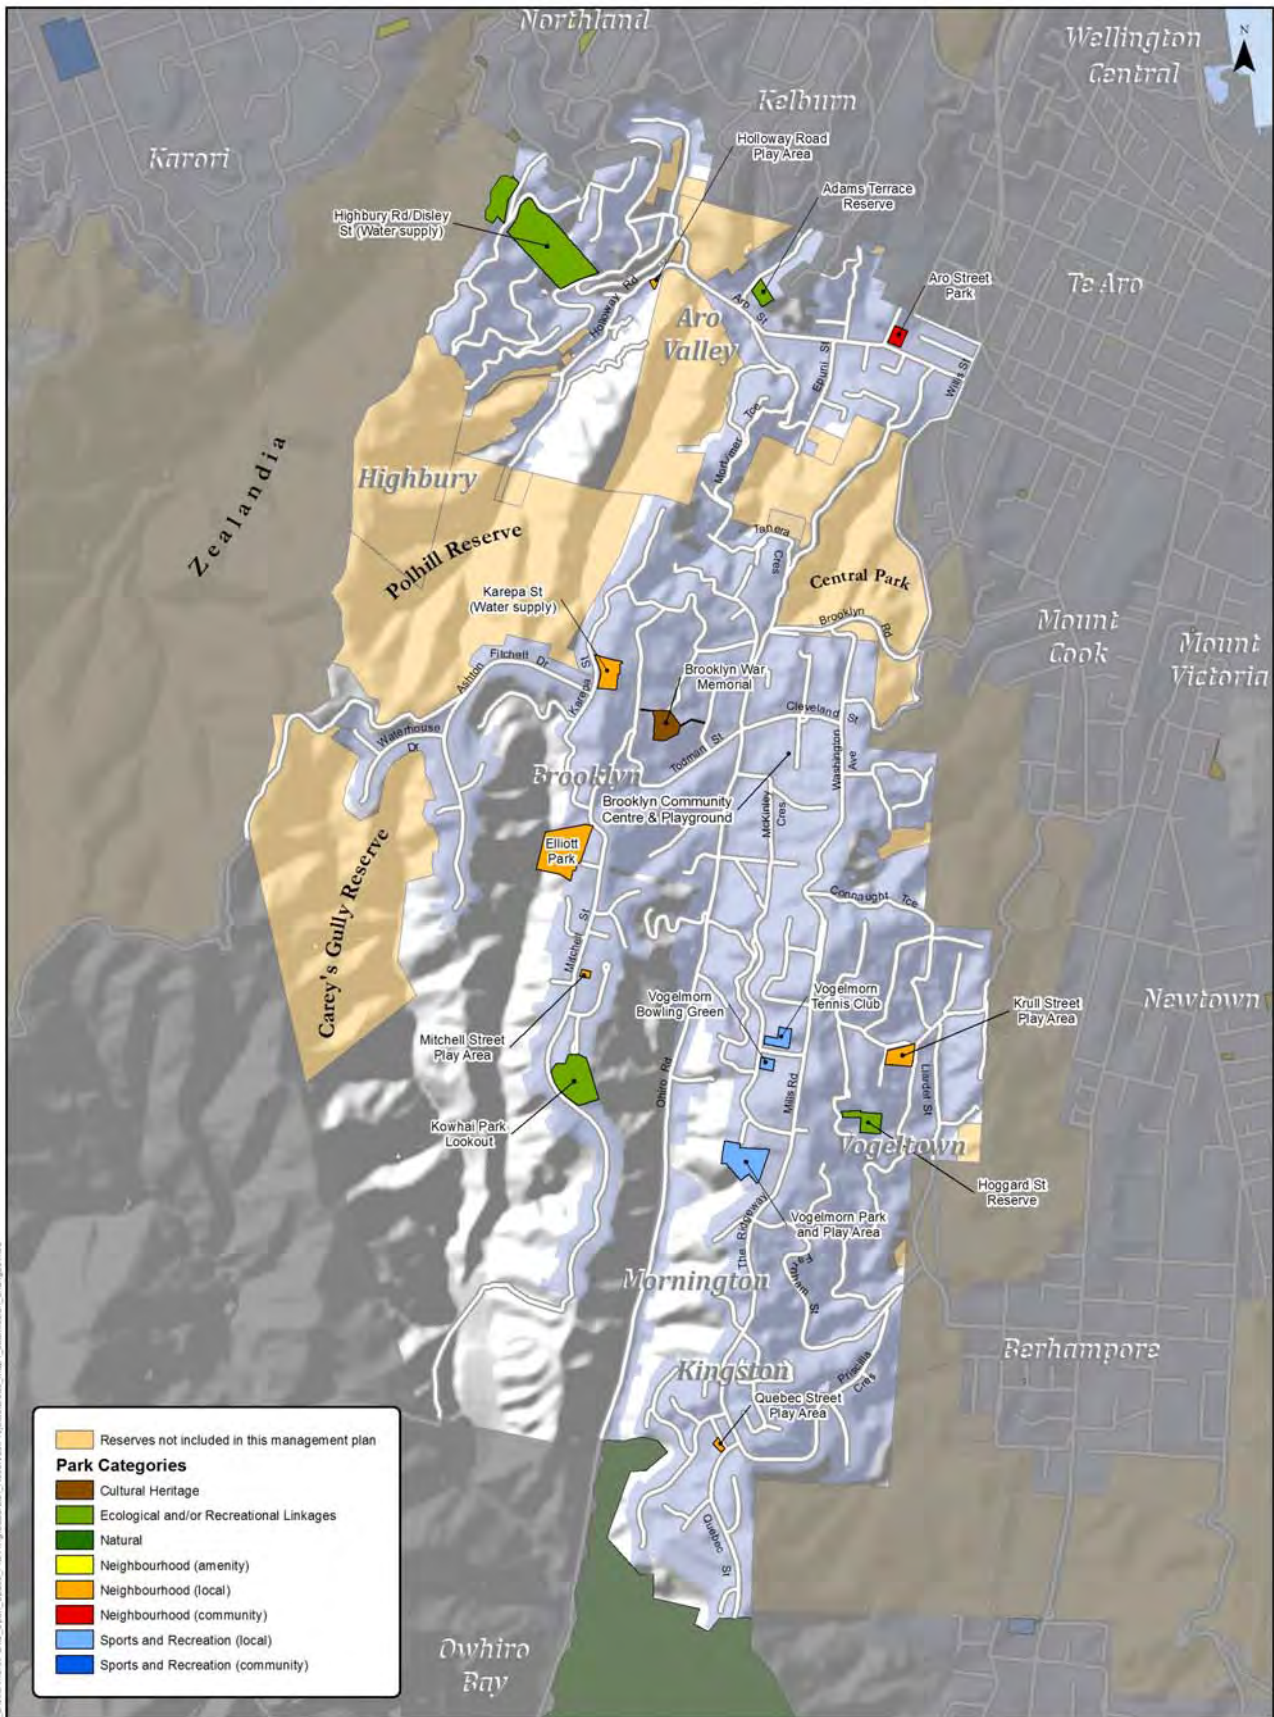 Northland
Wellington
Central
N
Kelburn
Karori
Holloway Road
Play Area
Adams Terrace
Reserve
Highbury Rd/Disley
St (Water supply)
Aro Street
Park
Te Aro
Holloway Rd
Aro St
Aro
Valley
Epuni St
Willis St
Mortimer Tce
Highbury
Zealandia
Polhill Reserve
Tanera
Cres
Central Park
Karepa St
(Water supply)
Brooklyn
Rd
Mount
Cook
Mount
Victoria
Ashton
Fitchett Dr
Karepa St
Brooklyn War
Memorial
Cleveland St
Waterhouse
Dr
Todman St
Washington
Ave
Brooklyn
Brooklyn Community
Centre & Playground
McKinley
Cres
Elliott
Park
Carey's Gully Reserve
Connaught Tce
Mitchell St
Vogelmorn
Bowling Green
Vogelmorn
Tennis Club
Krull Street
Play Area
Newtown
Mitchell Street
Play Area
Ohiro Rd
Mills Rd
Liardet St
Kowhai Park
Lookout
Vogeltown
Hoggard St
Reserve
The Ridgeway
Vogelmorn Park
and Play Area
Farnham St
Mornington
Berhampore
Kingston
Priscilla
Cres
Quebec Street
Play Area
Quebec St
Owhiro
Bay
Reserves not included in this management plan
Park Categories
Cultural Heritage
Ecological and/or Recreational Linkages
Natural
Neighbourhood (amenity)
Neighbourhood (local)
Neighbourhood (community)
Sports and Recreation (local)
Sports and Recreation (community)